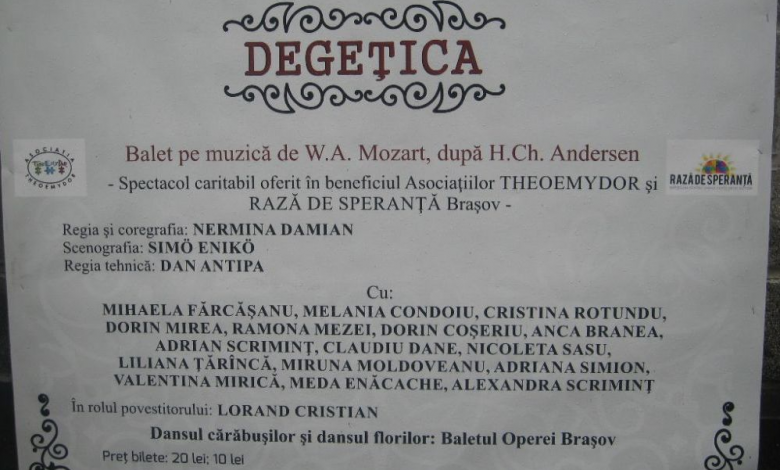 DEGEŢICA
Balet pe muzică de W.A. Mozart, după H.Ch. Andersen
- Spectacol caritabil oferit în beneficiul Asociaţiilor THEOEMYDOR şi
RAZĂ DE SPERANŢĂ Braşov -
ASOCIATIA
THEOEMYDOR
RAZĂ DE SPERANŢĂ
Regia şi coregrafia: NERMINA DAMIAN
Scenografia: SIMÖ ENIKÖ
Regia tehnică: DAN ANTIPA
Cu:
MIHAELA FĂRCĂŞANU, MELANIA CONDOIU, CRISTINA ROTUNDU,
DORIN MIREA, RAMONA MEZEI, DORIN COŞERIU, ANCA BRANEA,
ADRIAN SCRIMINŢ, CLAUDIU DANE, NICOLETA SASU,
LILIANA ŢĂRÎNCĂ, MIRUNA MOLDOVEANU, ADRIANA SIMION,
VALENTINA MIRICĂ, MEDA ENĂCACHE, ALEXANDRA SCRIMINŢ
În rolul povestitorului: LORAND CRISTIAN
Dansul cărăbuşilor şi dansul florilor: Baletul Operei Braşov
Preţ bilete: 20 lei; 10 lei